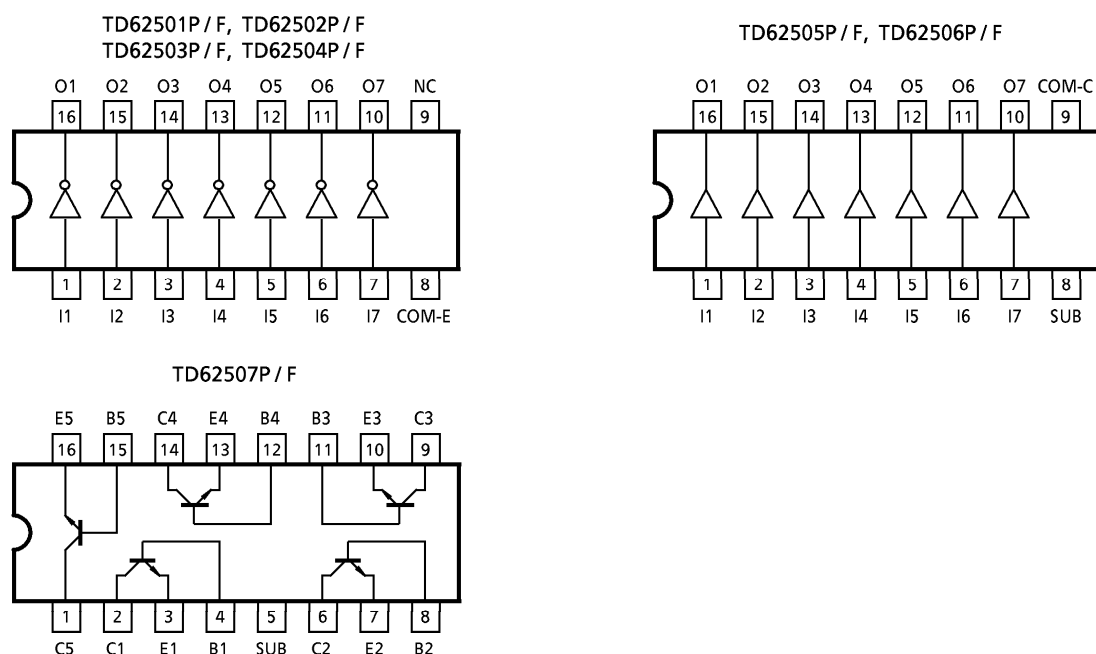 TD62501P / F, TD62502P / F
TD62503P / F, TD62504P / F
O1 O2 O3 O4 O5 O6 O7 NC
16 15 14 13 12 11 10 9
1 2 3 4 5 6 7 8
I1 I2 I3 I4 I5 I6 I7 COM-E
TD62505P / F, TD62506P / F
O1 O2 O3 O4 O5 O6 O7 COM-C
16 15 14 13 12 11 10 9
1 2 3 4 5 6 7 8
I1 I2 I3 I4 I5 I6 I7 SUB
TD62507P / F
E5 B5 C4 E4 B4 B3 E3 C3
16 15 14 13 12 11 10 9
1 2 3 4 5 6 7 8
C5 C1 E1 B1 SUB C2 E2 B2